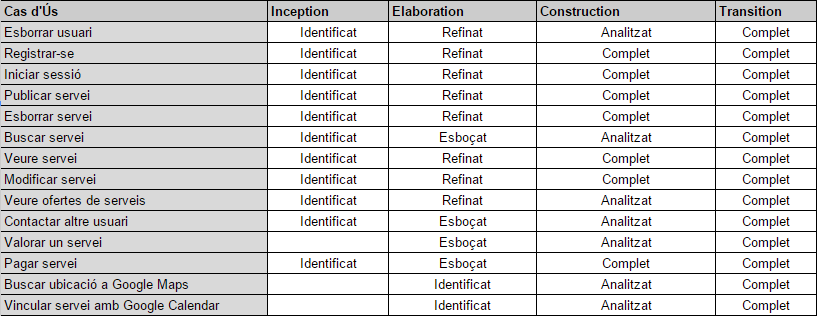 Cas d'Ús Inception Elaboration Construction Transition
Esborrar usuari Identificat Refinat Analitzat Complet
Registrar-se Identificat Refinat Complet Complet
Iniciar sessió Identificat Refinat Complet Complet
Publicar servei Identificat Refinat Complet Complet
Esborrar servei Identificat Refinat Complet Complet
Buscar servei Identificat Esboçat Analitzat Complet
Veure servei Identificat Refinat Complet Complet
Modificar servei Identificat Refinat Complet Complet
Veure ofertes de serveis Identificat Refinat Analitzat Complet
Contactar altre usuari Identificat Esboçat Analitzat Complet
Valorar un servei Esboçat Analitzat Complet
Pagar servei Identificat Esboçat Complet Complet
Buscar ubicació a Google Maps Identificat Analitzat Complet
Vincular servei amb Google Calendar Identificat Analitzat Complet